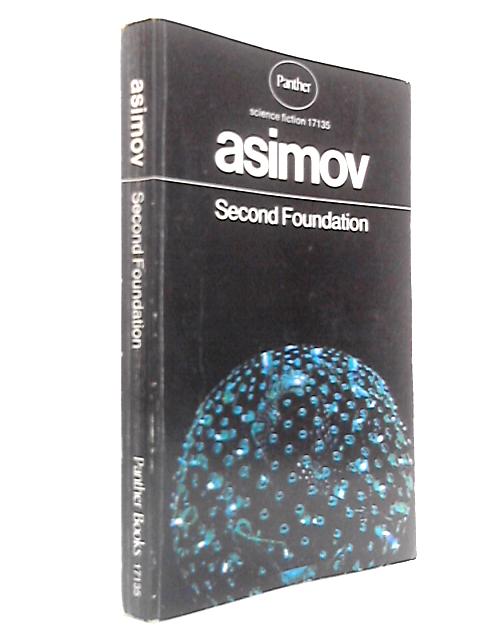 Panther
science fiction 17135
asimov
Second Foundation
asimov Second Foundation Panther Books 17135